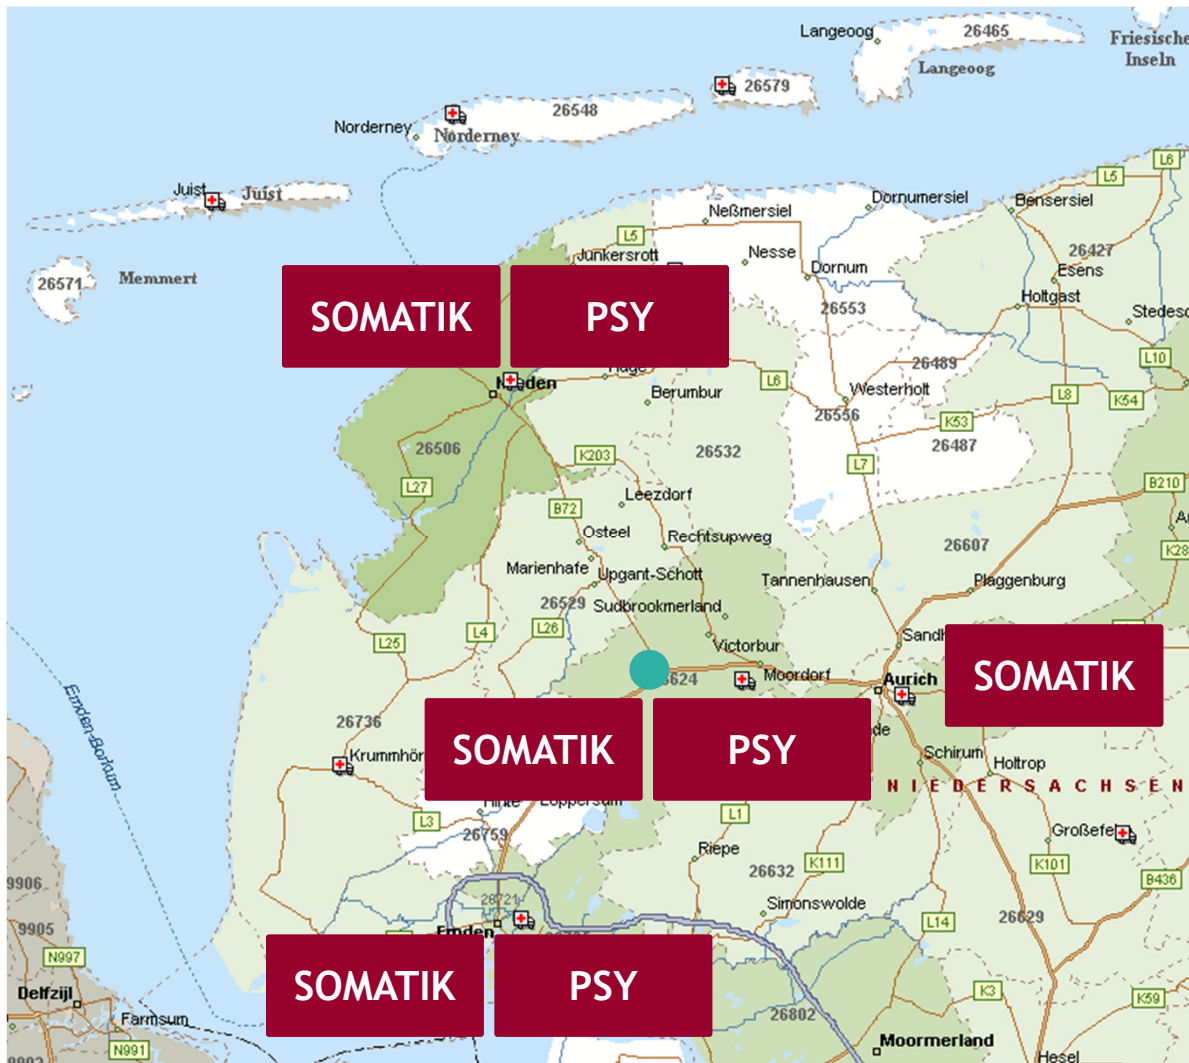 Langeoog
26465
Friesische
Inseln
Langeoog
26579
26548
Norderney
Norderney
L6
L5
Juist
Juist
Dornumersiel
Bensersiel
Neßmersiel
L5
Junkersrott
Nesse
26427
Memmert
26571
Dornum
Esens
SOMATIK
PSY
26553
Holtgast
L10
26489
L6
Berumbur
Westerholt
L8
K54
26556
K53
26487
26506
K203
26532
L7
L27
Leezdorf
B210
B72
Osteel
Rechtsupweg
26607
K28
Marienhafe
Upgant-Schott
Tannenhausen
Plaggenburg
26529
Sudbrookmerland
L25
L4
L26
Victorbur
SOMATIK
Moordorf
Aurich
Emden-Borkum
26736
SOMATIK
PSY
Schirum
Holtrop
NIEDERSACHSEN
L3
L1
26759
Riepe
K111
K101
B436
26632
9906
Simonswolde
26629
9905
L14
Emden
N997
SOMATIK
PSY
Delfzijl
K3
K59
Farmsum
26802
N991
Moormerland
Hesel